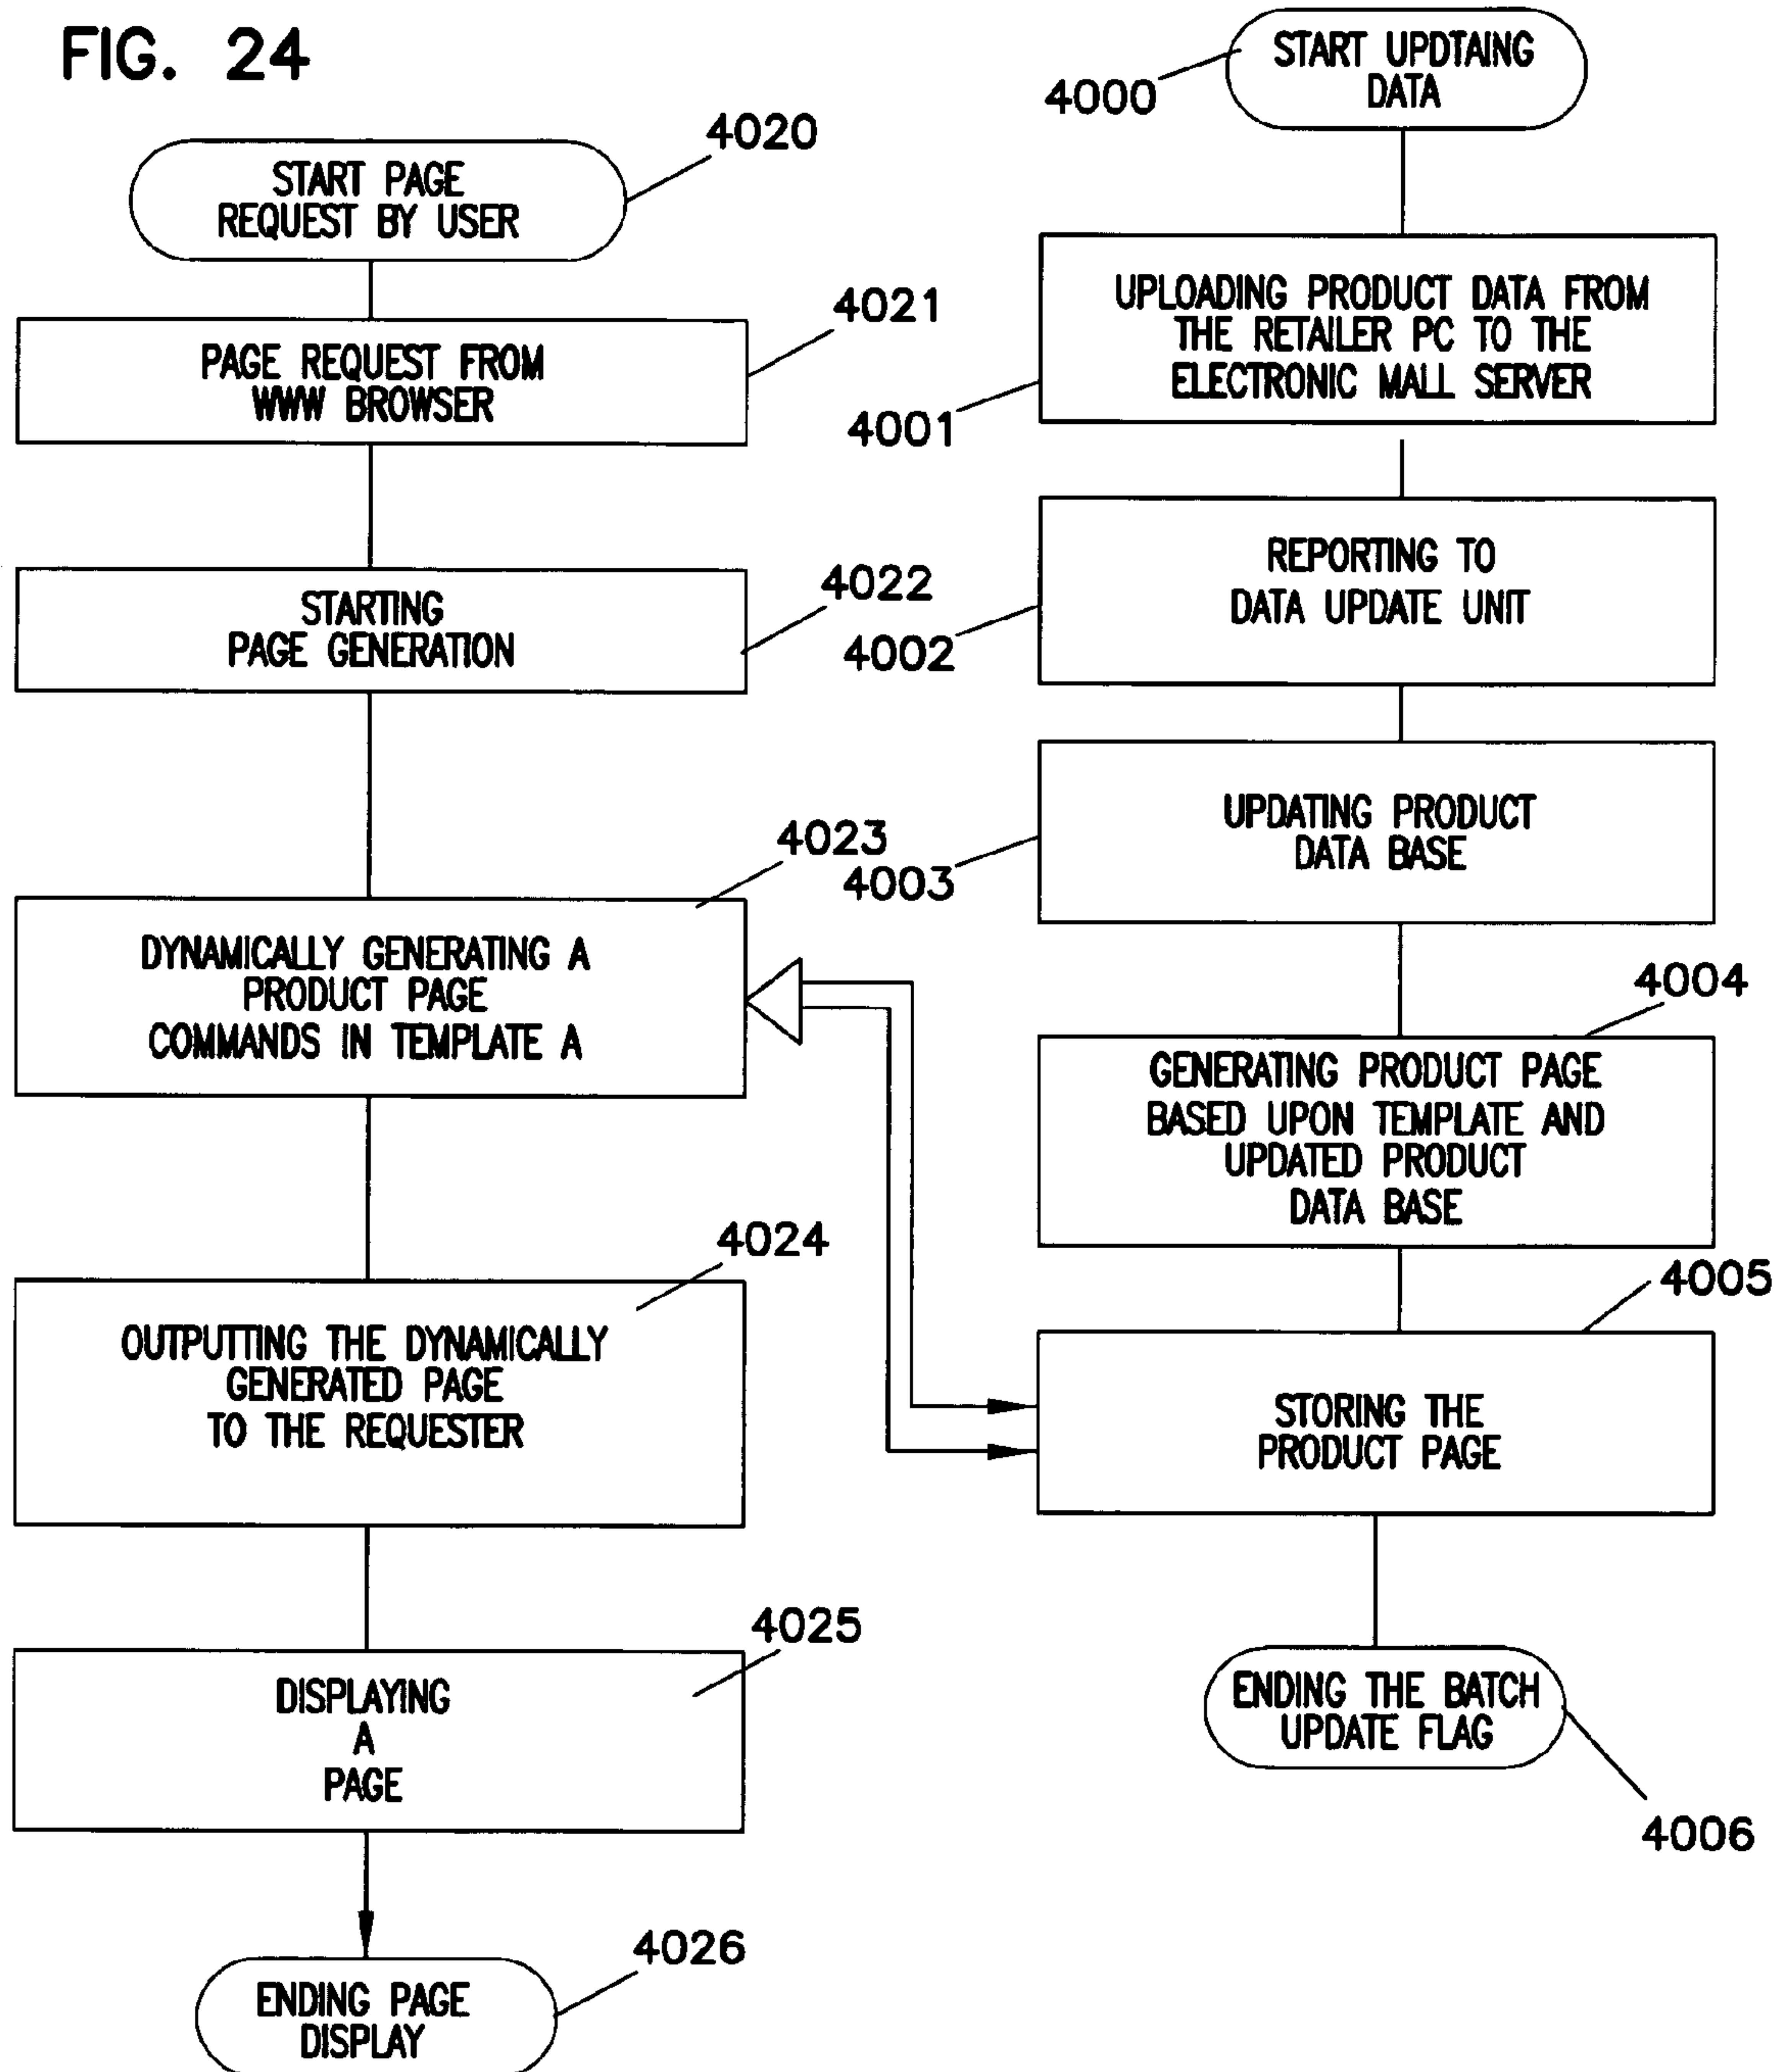 FIG. 24
4020
START PAGE
REQUEST BY USER
4021
PAGE REQUEST FROM
WWW BROWSER
4022
STARTING
PAGE GENERATION
4023
DYNAMICALLY GENERATING A
PRODUCT PAGE
COMMANDS IN TEMPLATE A
4024
OUTPUTTING THE DYNAMICALLY
GENERATED PAGE
TO THE REQUESTER
4025
DISPLAYING
A
PAGE
4026
ENDING PAGE
DISPLAY
4000
START UPDTAING
DATA
4001
UPLOADING PRODUCT DATA FROM
THE RETAILER PC TO THE
ELECTRONIC MALL SERVER
4002
REPORTING TO
DATA UPDATE UNIT
4003
UPDATING PRODUCT
DATA BASE
4004
GENERATING PRODUCT PAGE
BASED UPON TEMPLATE AND
UPDATED PRODUCT
DATA BASE
4005
STORING THE
PRODUCT PAGE
ENDING THE BATCH
UPDATE FLAG
4006